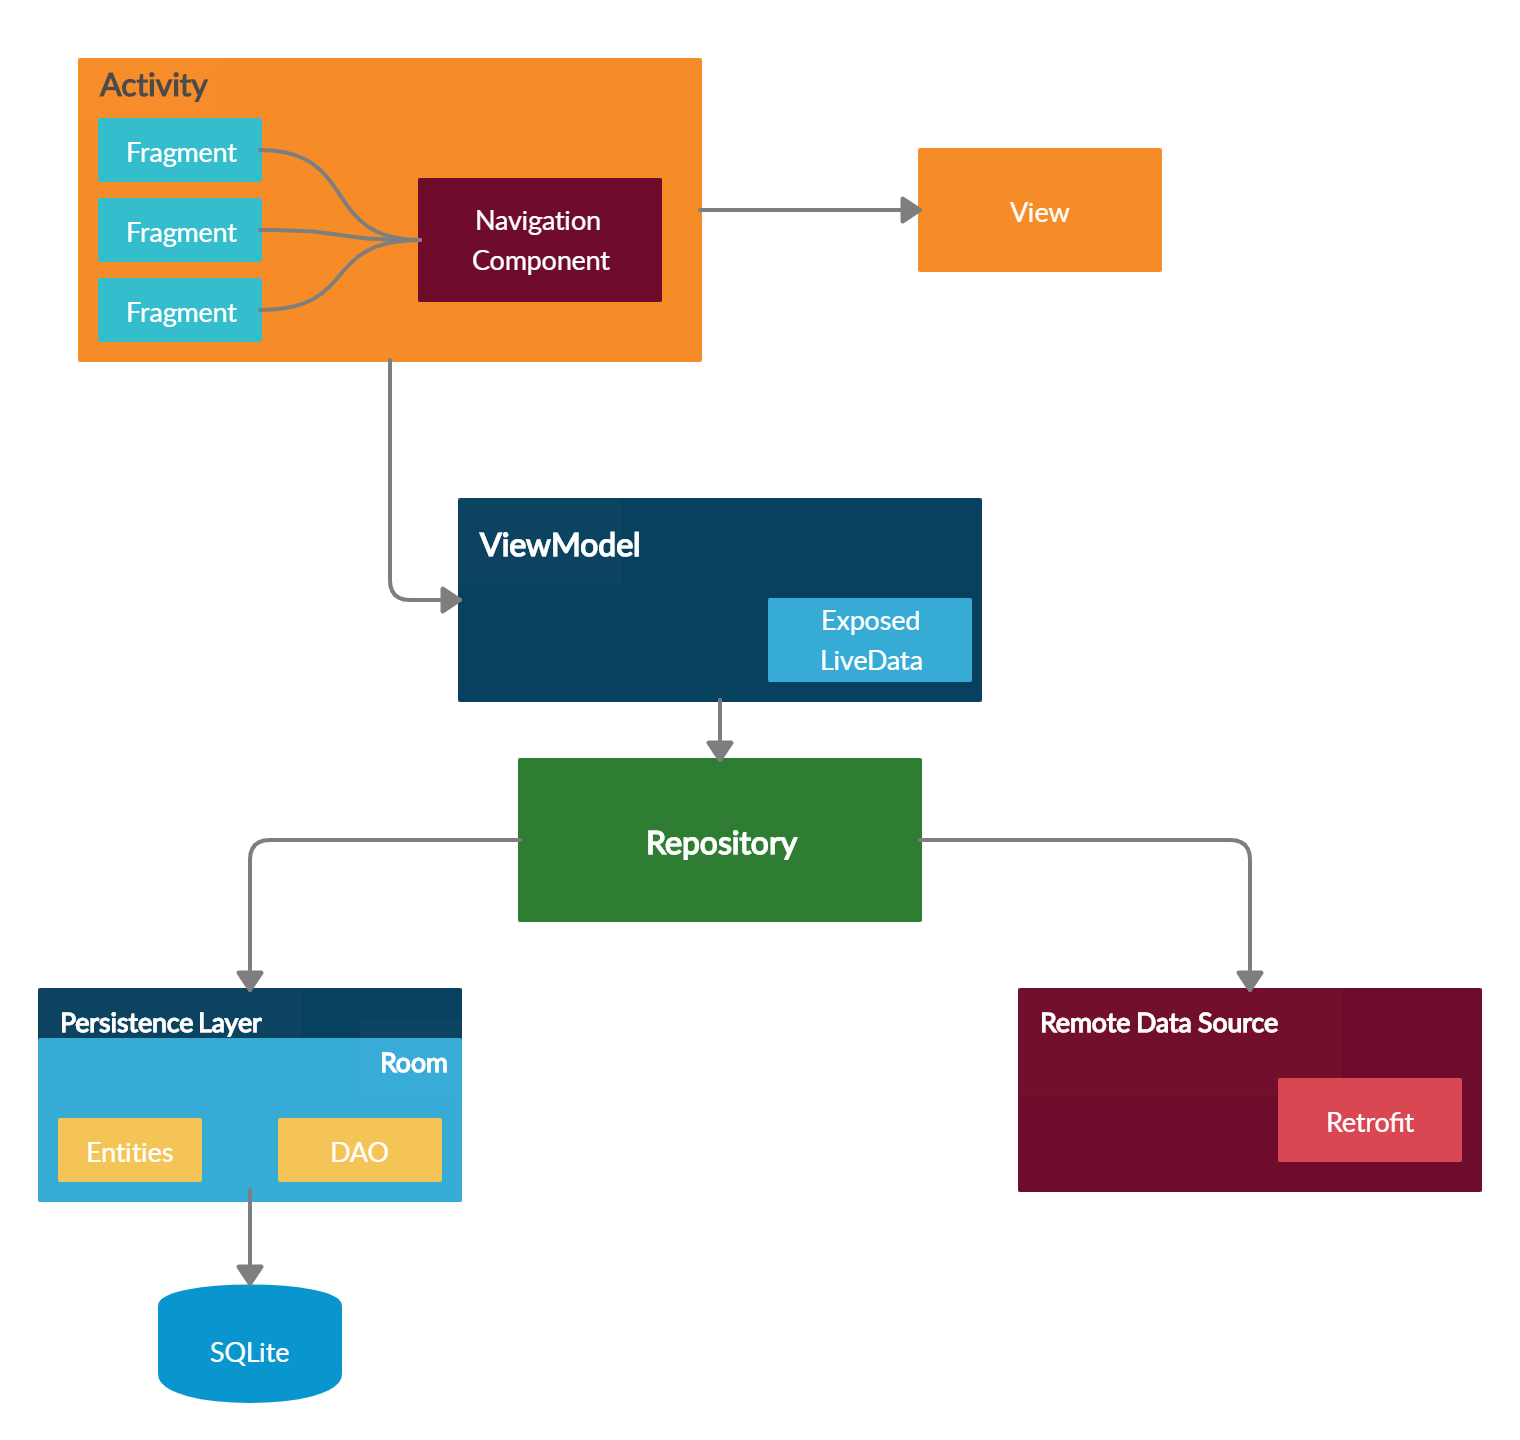 Activity
Fragment
Fragment
Fragment
Navigation
Component
View
ViewModel
Exposed
LiveData
Repository
Persistence Layer
Room
Entities
DAO
Remote Data Source
Retrofit
SQLite